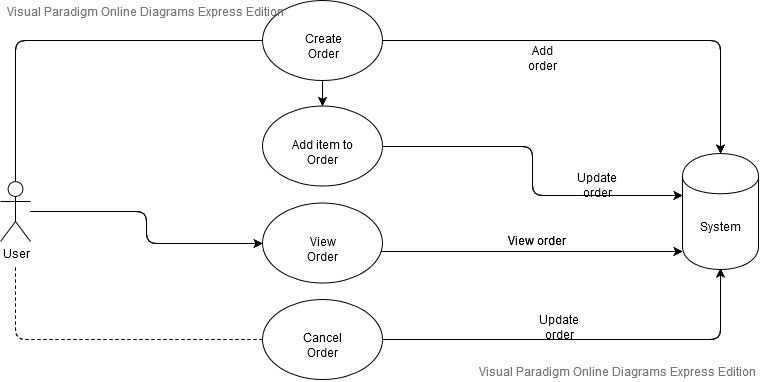 Visual Paradigm Online Diagrams Express Edition
Create
Order
Add
order
Add item to
Order
Update
order
System
View
Order
View order
User
Cancel
Order
Update
order
Visual Paradigm Online Diagrams Express Edition